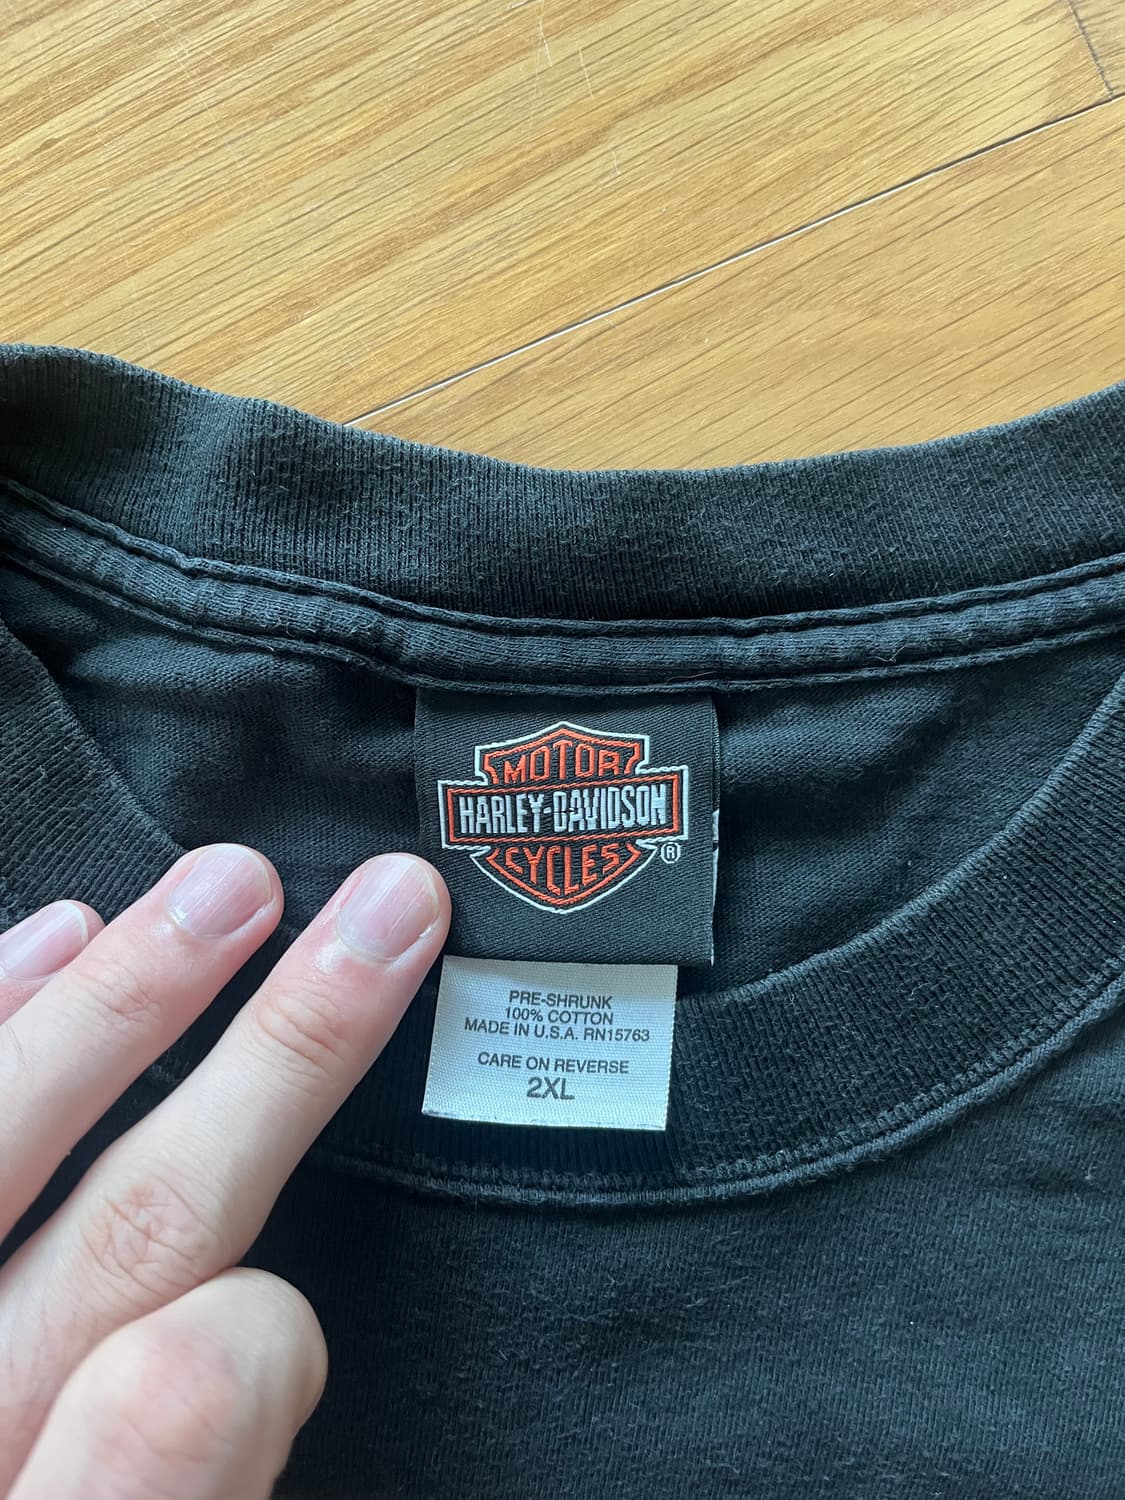 MOTOR
HARLEY-DAVIDSON
CYCLES
®
PRE-SHRUNK
100% COTTON
MADE IN U.S.A. RN15763
CARE ON REVERSE
2XL